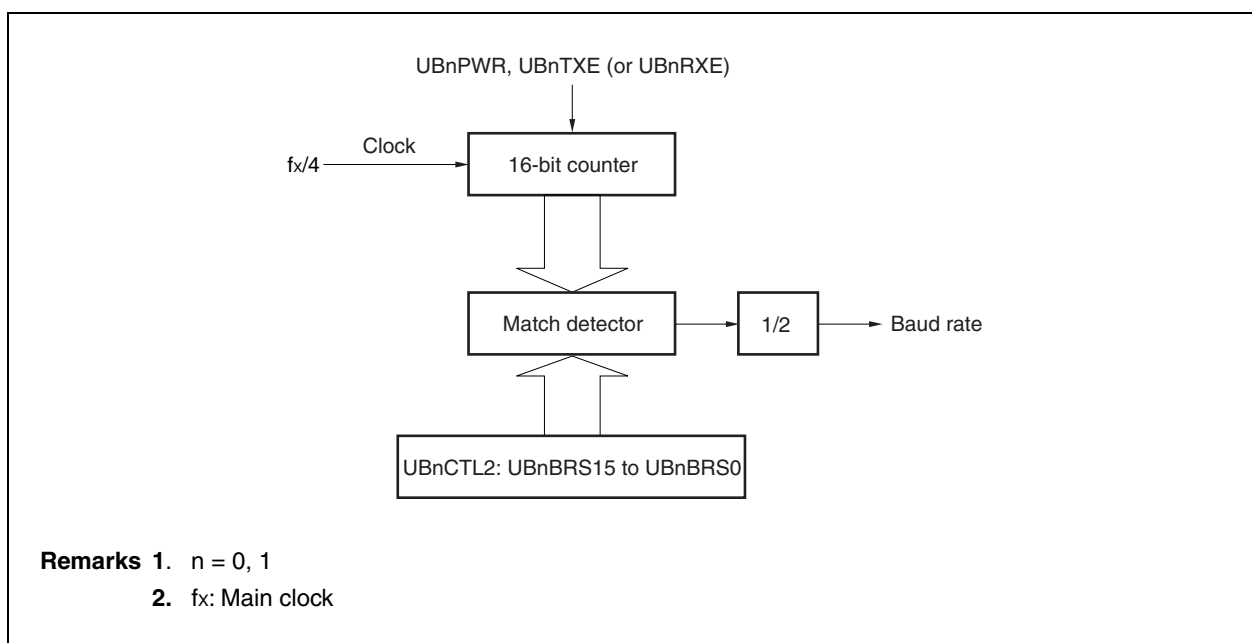 UBnPWR, UBnTXE (or UBnRXE)
Clock
fx/4
16-bit counter
Match detector
1/2
Baud rate
UBnCTL2: UBnBRS15 to UBnBRS0
Remarks 1. n = 0, 1
2. fx: Main clock